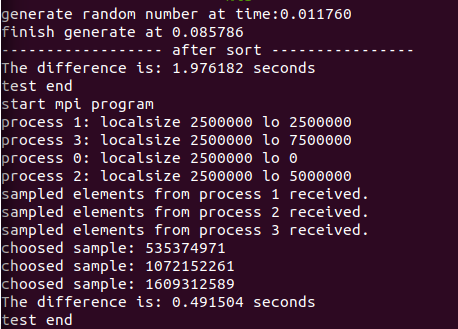 generate random number at time:0.011760
finish generate at 0.085786
----------------- after sort ---------------
The difference is: 1.976182 seconds
test end
start mpi program
process 1: localsize 2500000 lo 2500000
process 3: localsize 2500000 lo 7500000
process 0: localsize 2500000 lo 0
process 2: localsize 2500000 lo 5000000
sampled elements from process 1 received.
sampled elements from process 2 received.
sampled elements from process 3 received.
choosed sample: 535374971
choosed sample: 1072152261
choosed sample: 1609312589
The difference is: 0.491504 seconds
test end